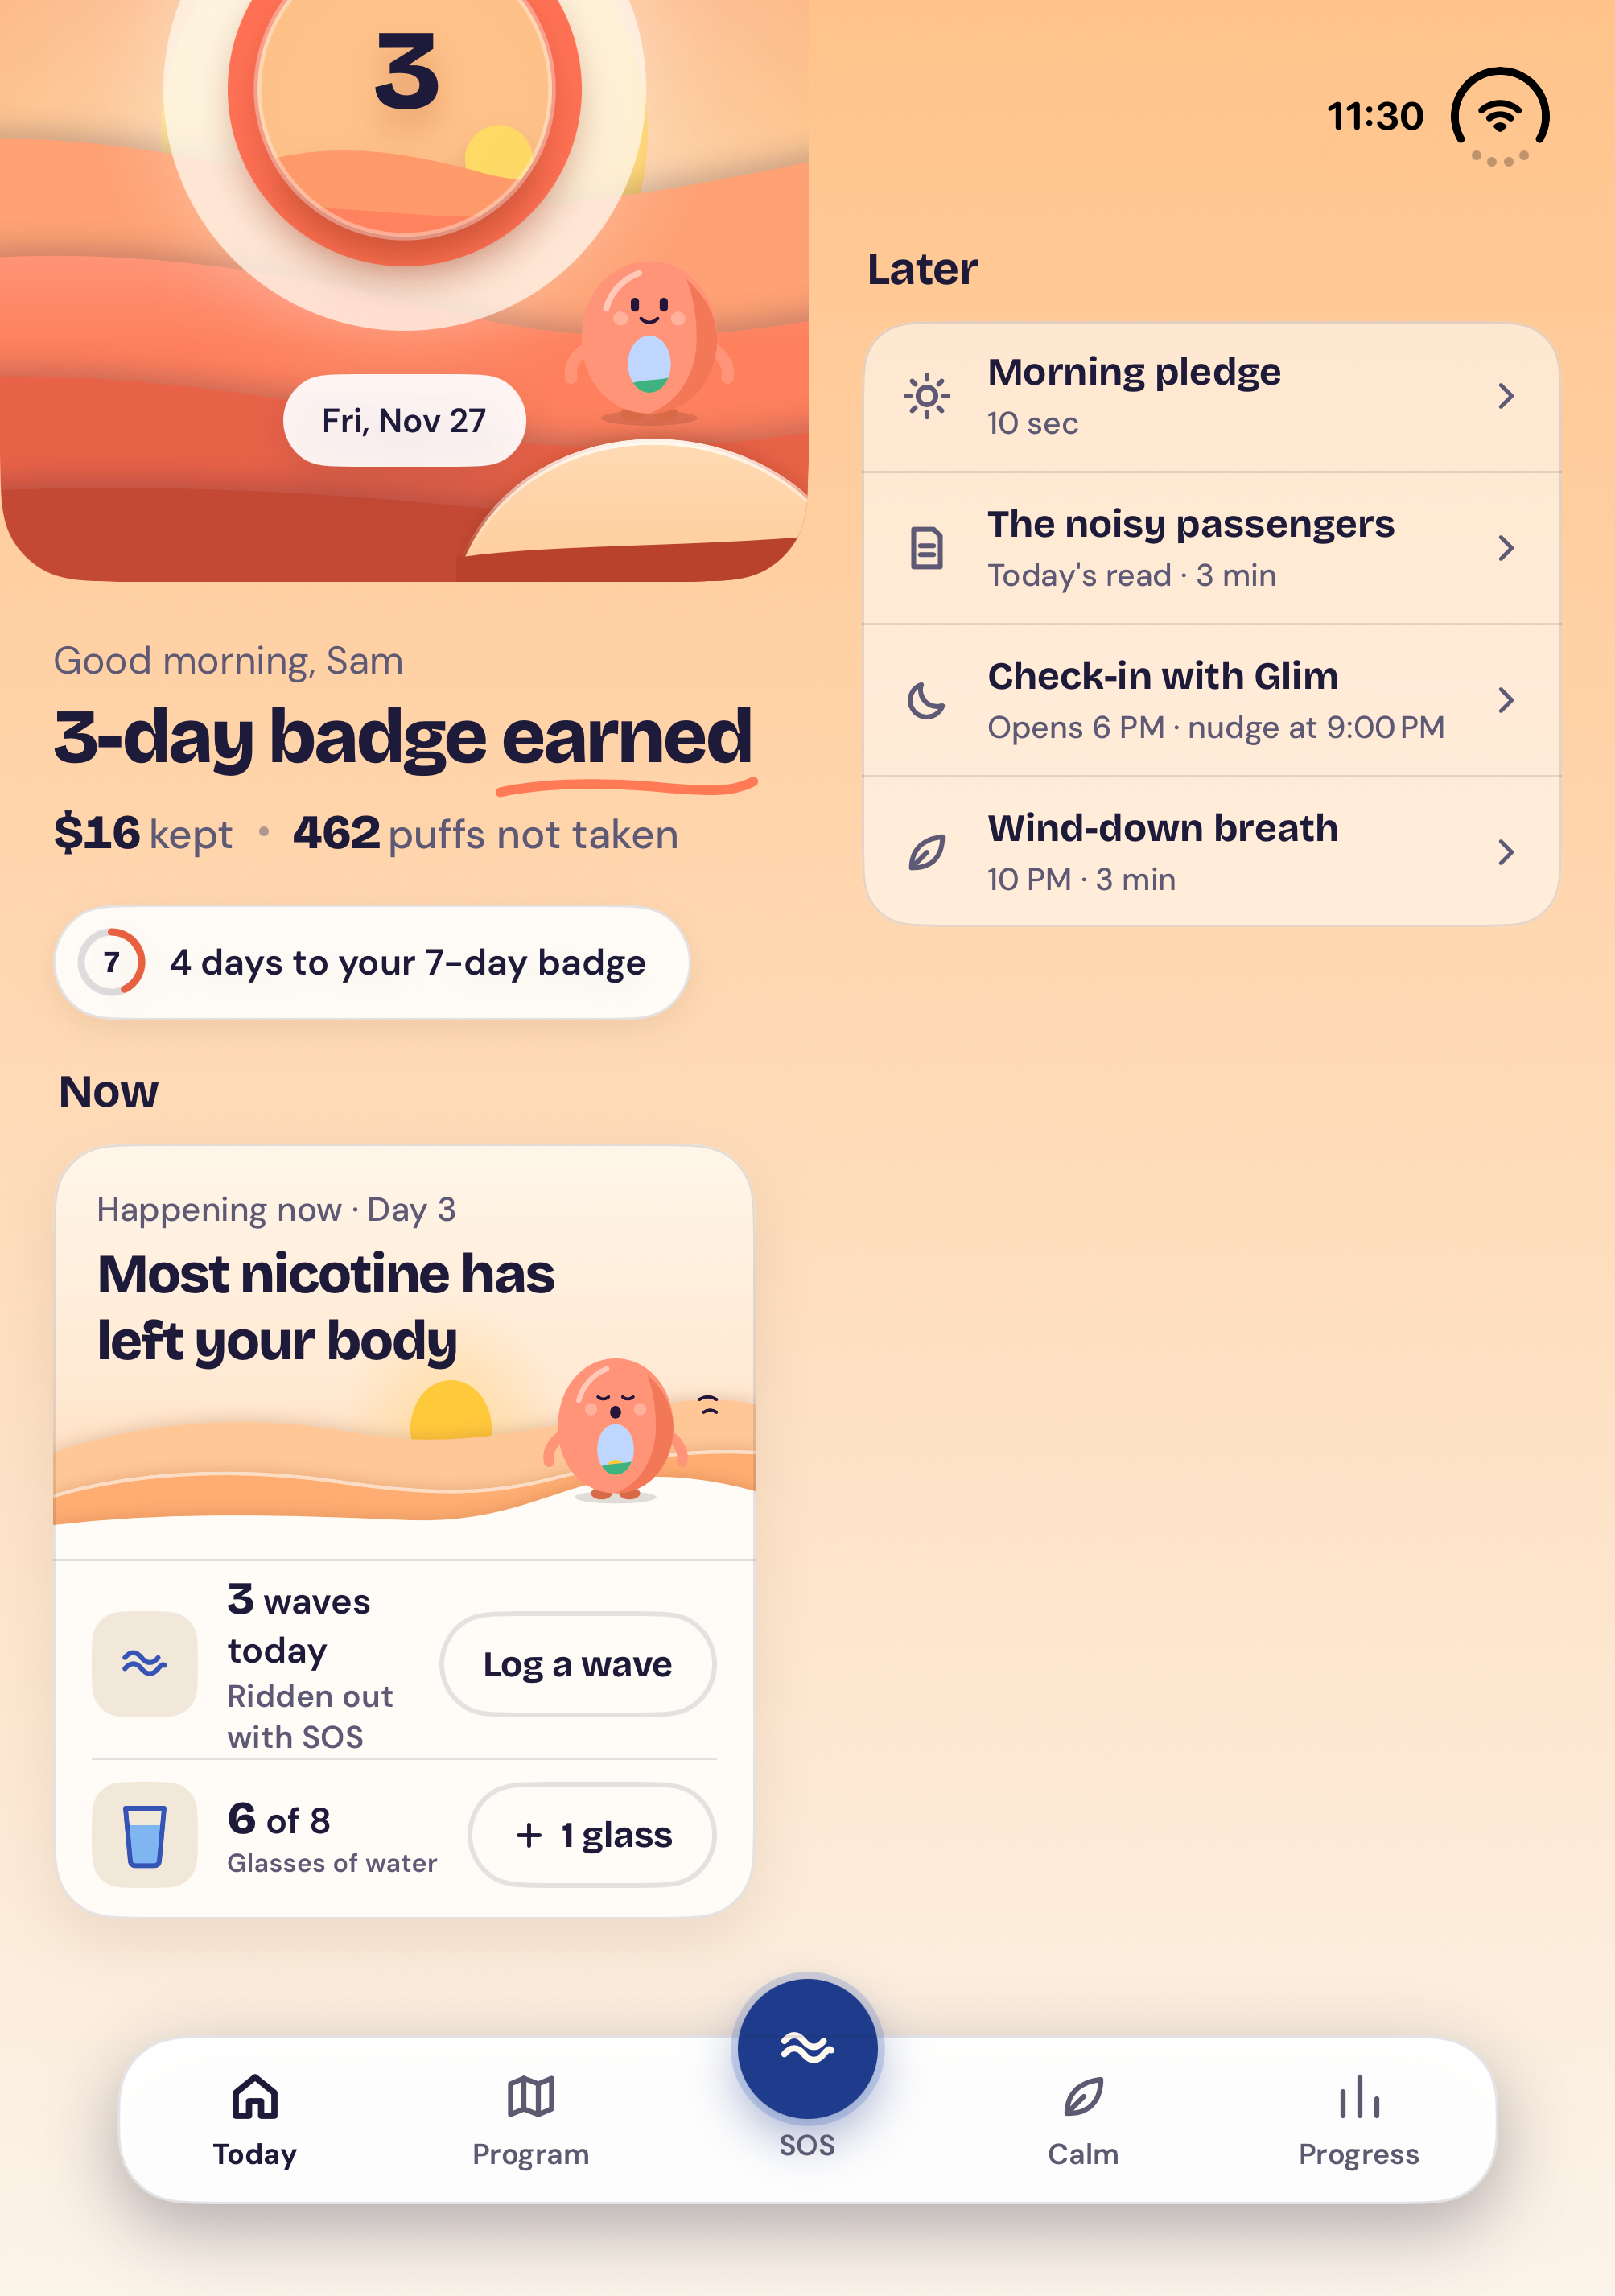 3
Fri, Nov 27
Good morning, Sam
3-day badge earned
$16 kept • 462 puffs not taken
7
4 days to your 7-day badge
Now
Happening now · Day 3
Most nicotine has
left your body
3 waves
today
Ridden out
with SOS
Log a wave
6 of 8
Glasses of water
+ 1 glass
11:30
Later
Morning pledge
10 sec
The noisy passengers
Today's read · 3 min
Check-in with Glim
Opens 6 PM · nudge at 9:00 PM
Wind-down breath
10 PM · 3 min
Today
Program
SOS
Calm
Progress